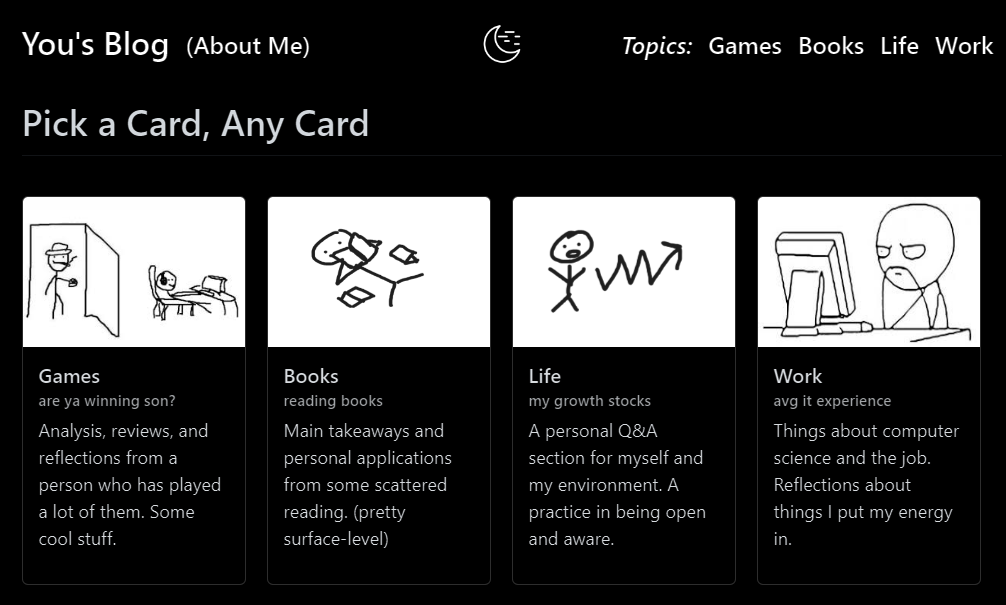 You's Blog (About Me) Topics: Games Books Life Work
Pick a Card, Any Card
Games
are ya winning son?
Analysis, reviews, and
reflections from a
person who has played
a lot of them. Some
cool stuff.
Books
reading books
Main takeaways and
personal applications
from some scattered
reading. (pretty
surface-level)
Life
my growth stocks
A personal Q&A
section for myself and
my environment. A
practice in being open
and aware.
Work
avg it experience
Things about computer
science and the job.
Reflections about
things I put my energy
in.